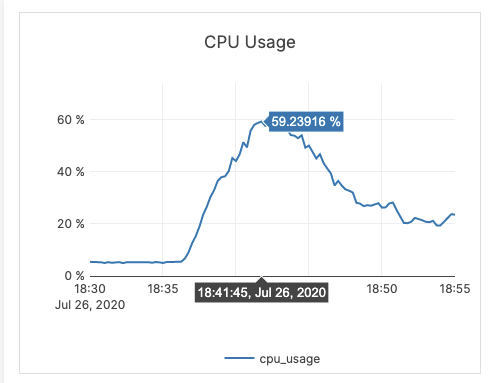 CPU Usage
59.23916 %
60 %
40 %
20 %
0 %
18:30
18:35
18:50
18:55
Jul 26, 2020
18:41:45, Jul 26, 2020
cpu_usage